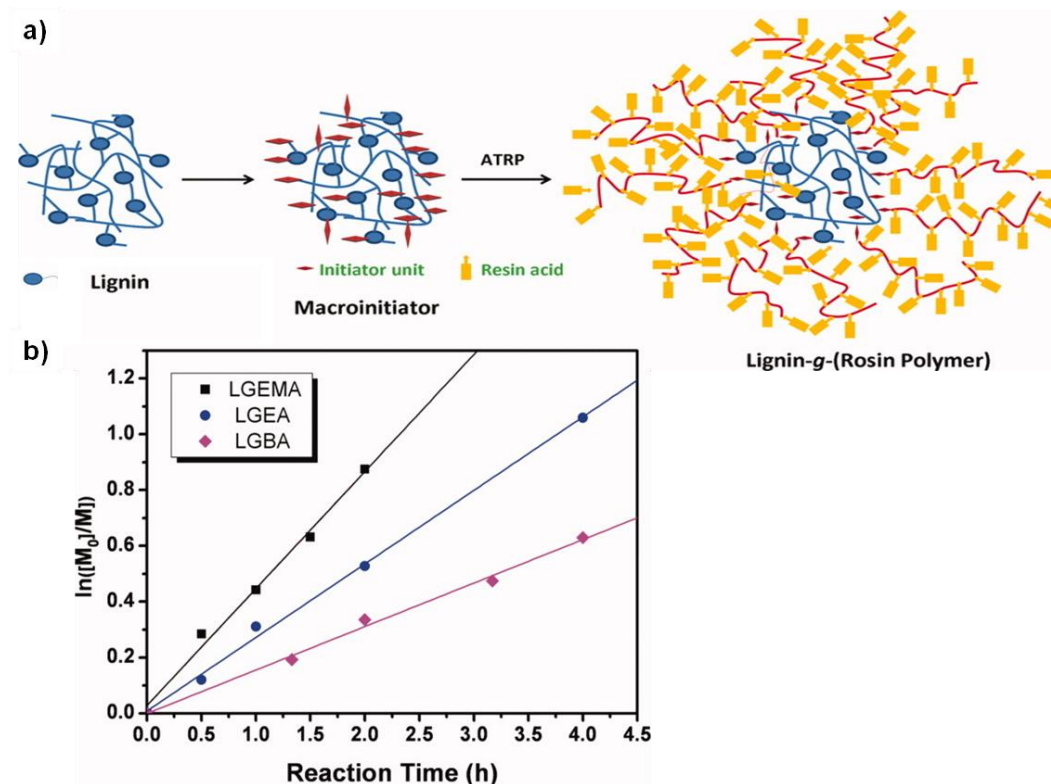 a)
ATRP
Lignin
Initiator unit
Resin acid
Macroinitiator
Lignin-g-(Rosin Polymer)
b)
LGEMA
LGEA
LGBA
1.2
1.0
0.8
0.6
0.4
0.2
0.0
ln([M₀]/M])
0.0 0.5 1.0 1.5 2.0 2.5 3.0 3.5 4.0 4.5
Reaction Time (h)